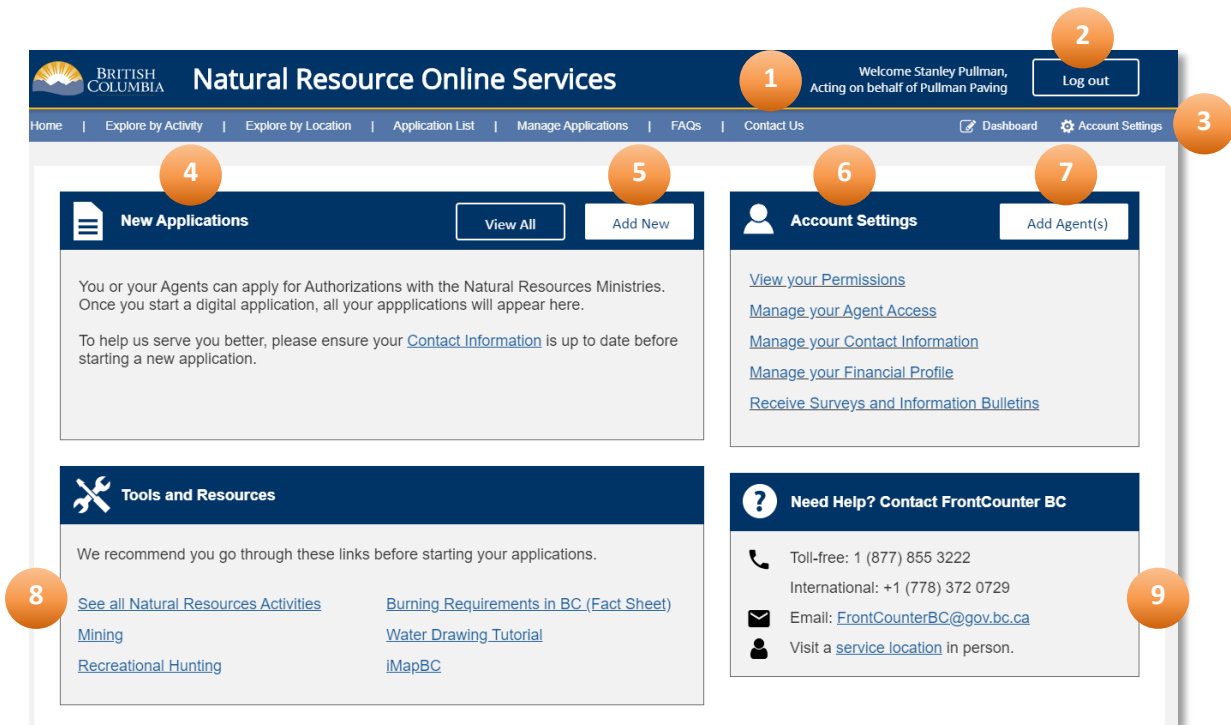 2
BRITISH
COLUMBIA
Natural Resource Online Services
1
Welcome Stanley Pullman,
Acting on behalf of Pullman Paving
Log out
Home | Explore by Activity | Explore by Location | Application List | Manage Applications | FAQs | Contact Us
Dashboard
Account Settings
3
4
5
New Applications
View All
Add New
You or your Agents can apply for Authorizations with the Natural Resources Ministries.
Once you start a digital application, all your appplications will appear here.
To help us serve you better, please ensure your Contact Information is up to date before
starting a new application.
6
7
Account Settings
Add Agent(s)
View your Permissions
Manage your Agent Access
Manage your Contact Information
Manage your Financial Profile
Receive Surveys and Information Bulletins
Tools and Resources
We recommend you go through these links before starting your applications.
8
See all Natural Resources Activities
Mining
Recreational Hunting
Burning Requirements in BC (Fact Sheet)
Water Drawing Tutorial
iMapBC
? Need Help? Contact FrontCounter BC
Toll-free: 1 (877) 855 3222
International: +1 (778) 372 0729
Email: FrontCounterBC@gov.bc.ca
Visit a service location in person.
9